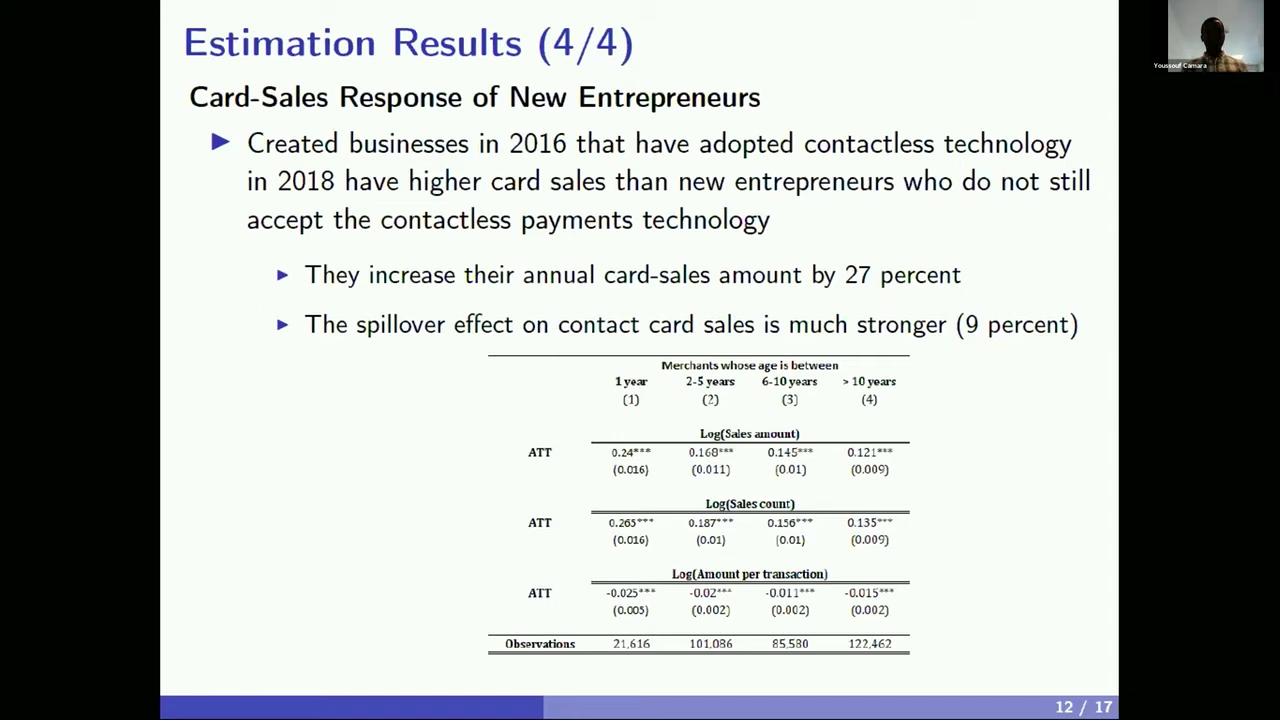 Estimation Results (4/4)
Youssouf Camara
Card-Sales Response of New Entrepreneurs
Created businesses in 2016 that have adopted contactless technology
in 2018 have higher card sales than new entrepreneurs who do not still
accept the contactless payments technology
They increase their annual card-sales amount by 27 percent
The spillover effect on contact card sales is much stronger (9 percent)
Merchants whose age is between
1 year 2-5 years 6-10 years > 10 years
(1) (2) (3) (4)
Log(Sales amount)
ATT 0.24*** 0.168*** 0.145*** 0.121***
(0.016) (0.011) (0.01) (0.009)
Log(Sales count)
ATT 0.265*** 0.187*** 0.156*** 0.135***
(0.016) (0.01) (0.01) (0.009)
Log(Amount per transaction)
ATT -0.025*** -0.02*** -0.011*** -0.015***
(0.005) (0.002) (0.002) (0.002)
Observations 21,616 101,086 85,580 122,462
12 / 17